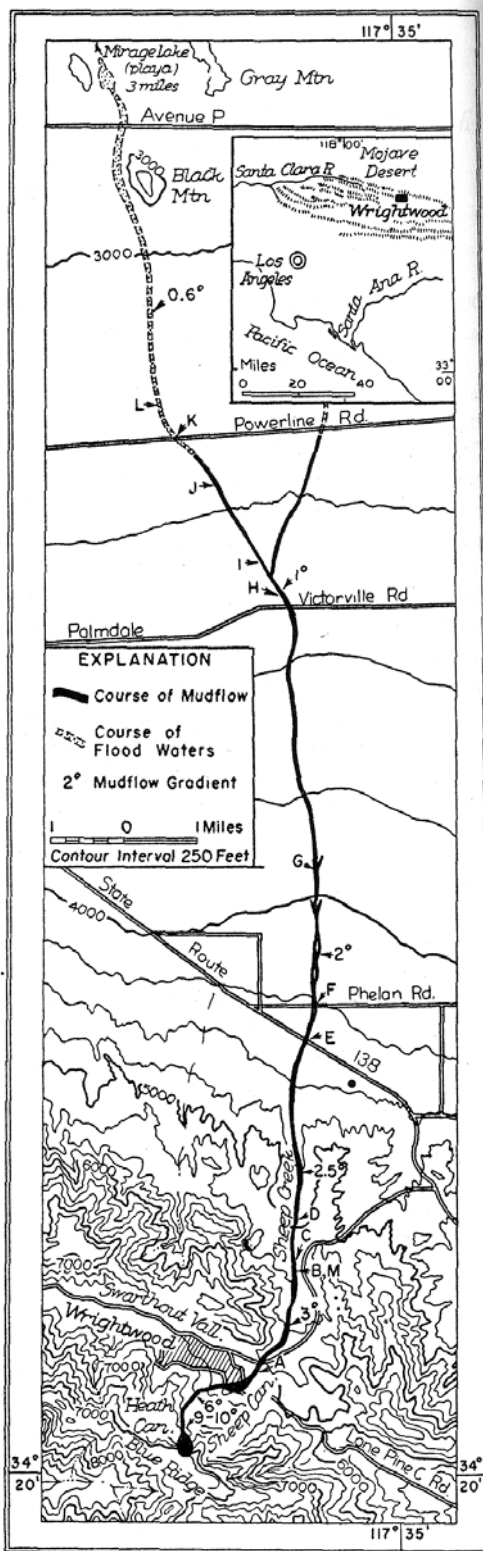 117° 35'
Mirage Lake
(playa)
3 miles
Gray Mtn
Avenue P
3000
Black
Mtn
3000
0.6°
118° 00'
Mojave
Desert
Santa Clara R
Wrightwood
Los
Angeles
Santa Ana R.
Pacific Ocean
Miles
0 20 40
33°
00
L
K
Powerline Rd.
J
I
1°
H
Victorville Rd
Palmdale
EXPLANATION
Course of Mudflow
Course of
Flood Waters
2° Mudflow Gradient
1 0 1 Miles
Contour Interval 250 Feet
G
State
Route
138
4000
2°
F
Phelan Rd.
E
5000
6000
Sheep Creek
2.5°
D
C
B,M
7000
Swarthout Vall.
3°
Wrightwood
A
7000
6°
9-10°
Sheep Can.
Heath
Can.
7000
Blue Ridge
8000
7000
6000
Lone Pine C. Rd
34°
20'
34°
20'
117° 35'